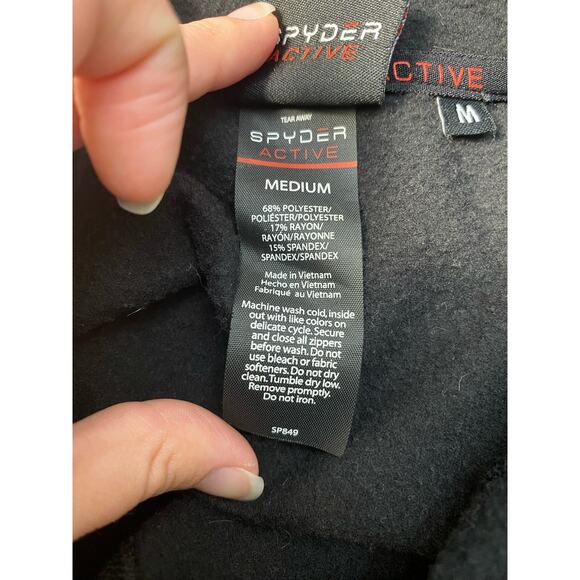 SPYDER
ACTIVE
ACTIVE
M
TEAR AWAY
SPYDER
ACTIVE
MEDIUM
68% POLYESTER/
POLIÉSTER/POLYESTER
17% RAYON/
RAYÓN/RAYONNE
15% SPANDEX/
SPANDEX/SPANDEX
Made in Vietnam
Hecho en Vietnam
Fabriqué au Vietnam
Machine wash cold, inside
out with like colors on
delicate cycle. Secure
and close all zippers
before wash. Do not
use bleach or fabric
softeners. Do not dry
clean. Tumble dry low.
Remove promptly.
Do not iron.
SP849